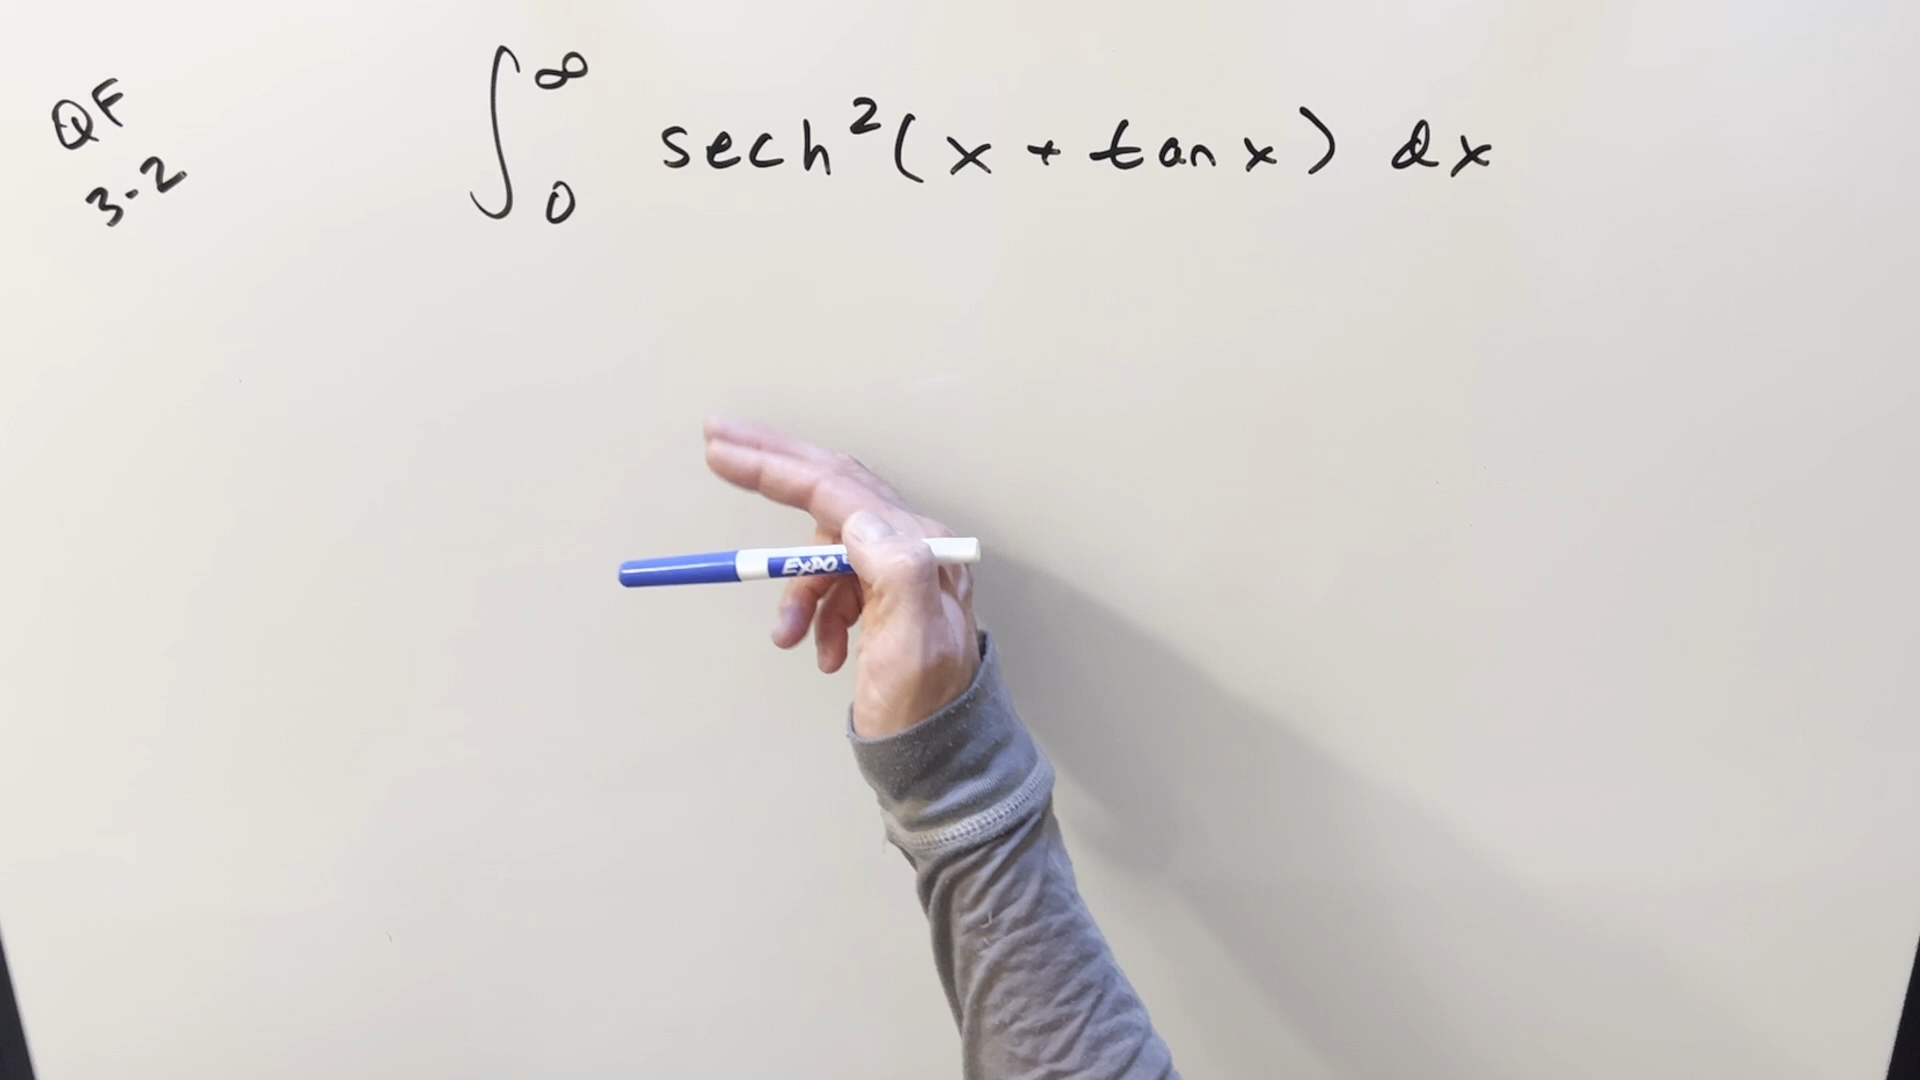 QF
3-2
∫₀^∞ sech²(x + tan x) dx
EXPO